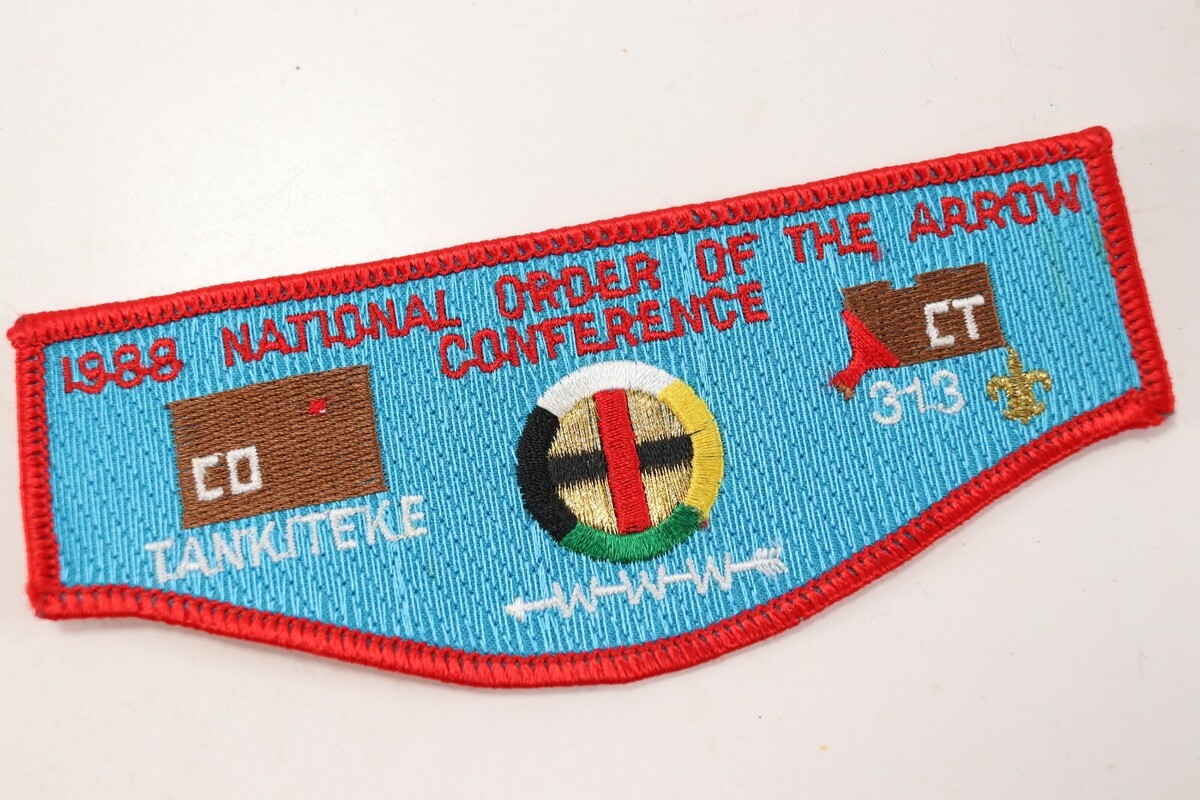 1988 NATIONAL ORDER OF THE ARROW
CONFERENCE
CO
TANKITEKE
CT
313
W-W-W